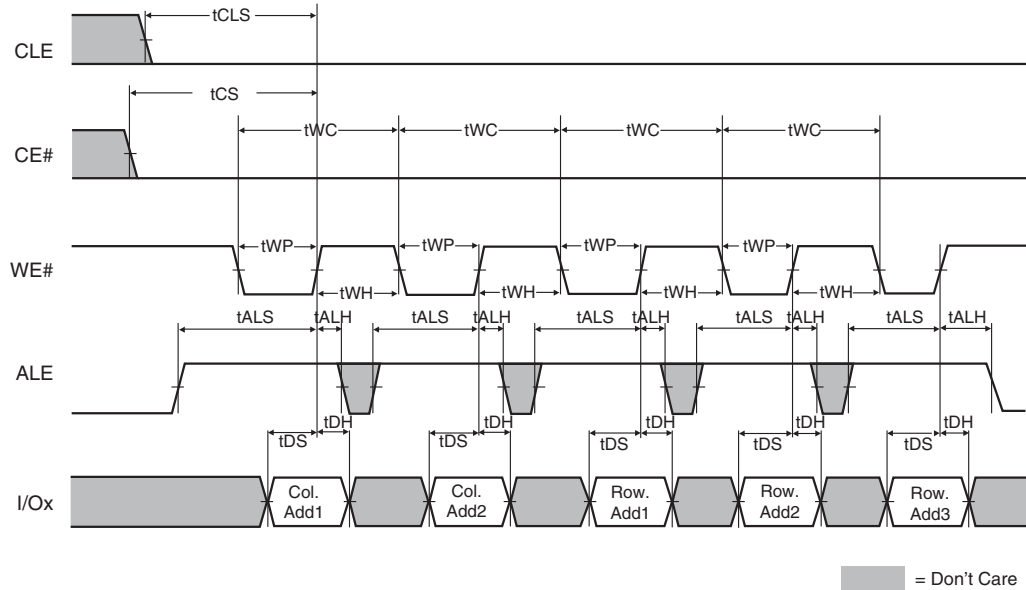 tCLS
CLE
tCS
tWC tWC tWC tWC
CE#
tWP tWP tWP tWP
WE#
tWH tWH tWH tWH
tALS tALH tALS tALH tALS tALH tALS tALH tALS tALH
ALE
tDS tDH tDS tDH tDS tDH tDS tDH tDS tDH
I/Ox
Col. Add1
Col. Add2
Row. Add1
Row. Add2
Row. Add3
= Don't Care